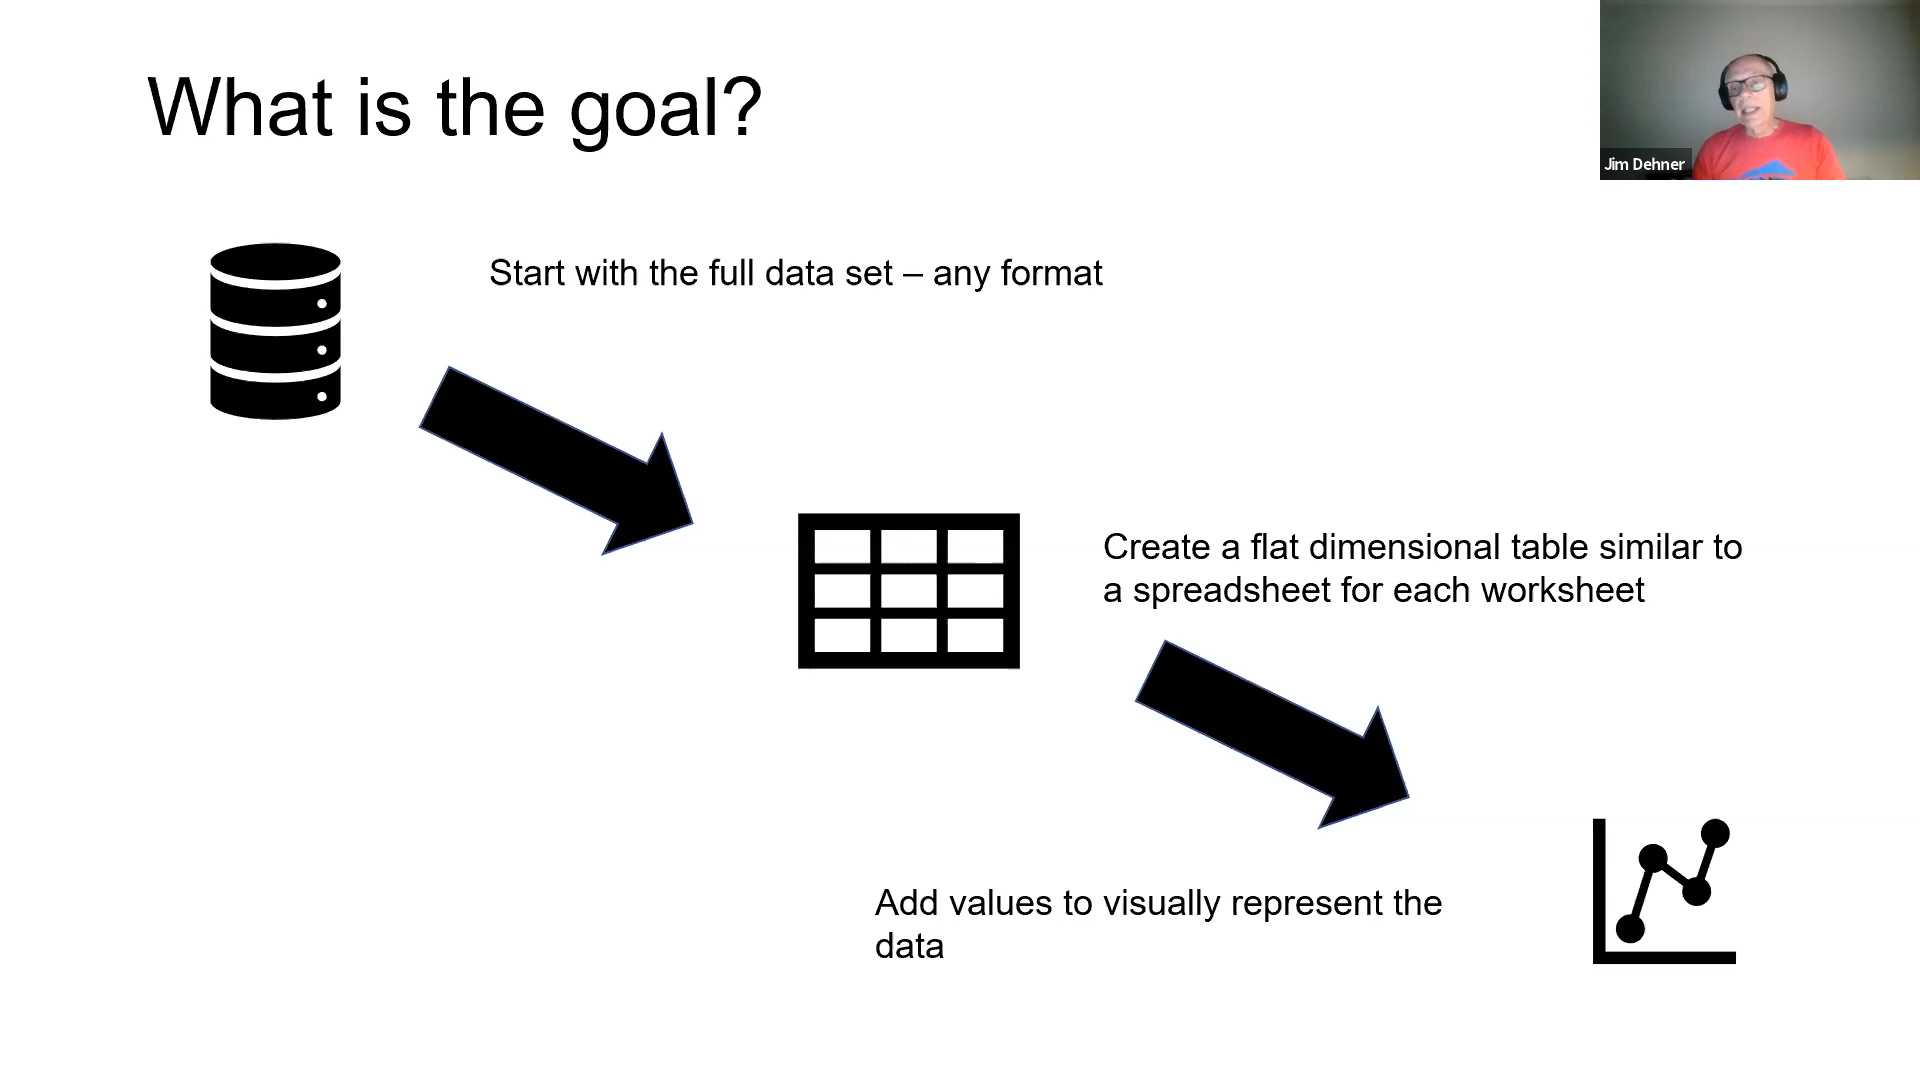 What is the goal?
Jim Dehner
Start with the full data set – any format
Create a flat dimensional table similar to
a spreadsheet for each worksheet
Add values to visually represent the
data